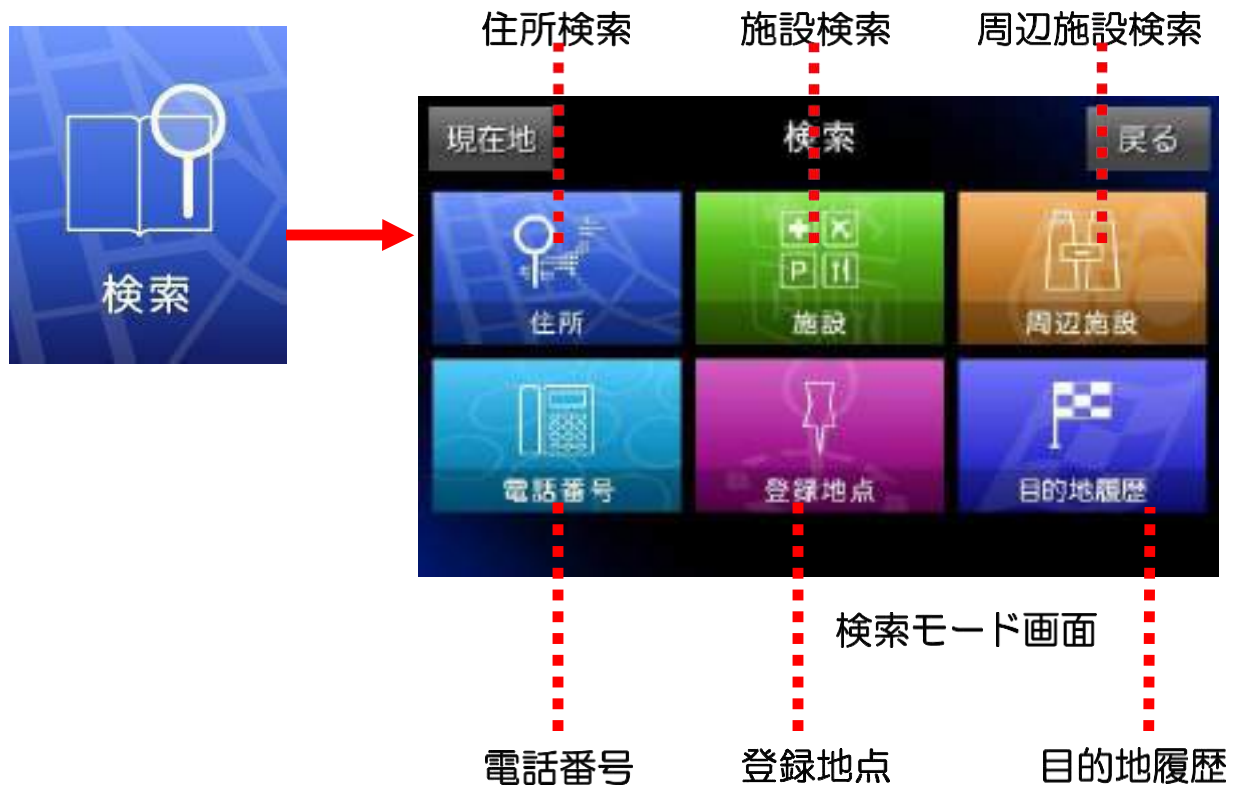 住所検索 施設検索 周辺施設検索
検索
現在地 検索 戻る
住所 施設 周辺施設
電話番号 登録地点 目的地履歴
検索モード画面
電話番号 登録地点 目的地履歴